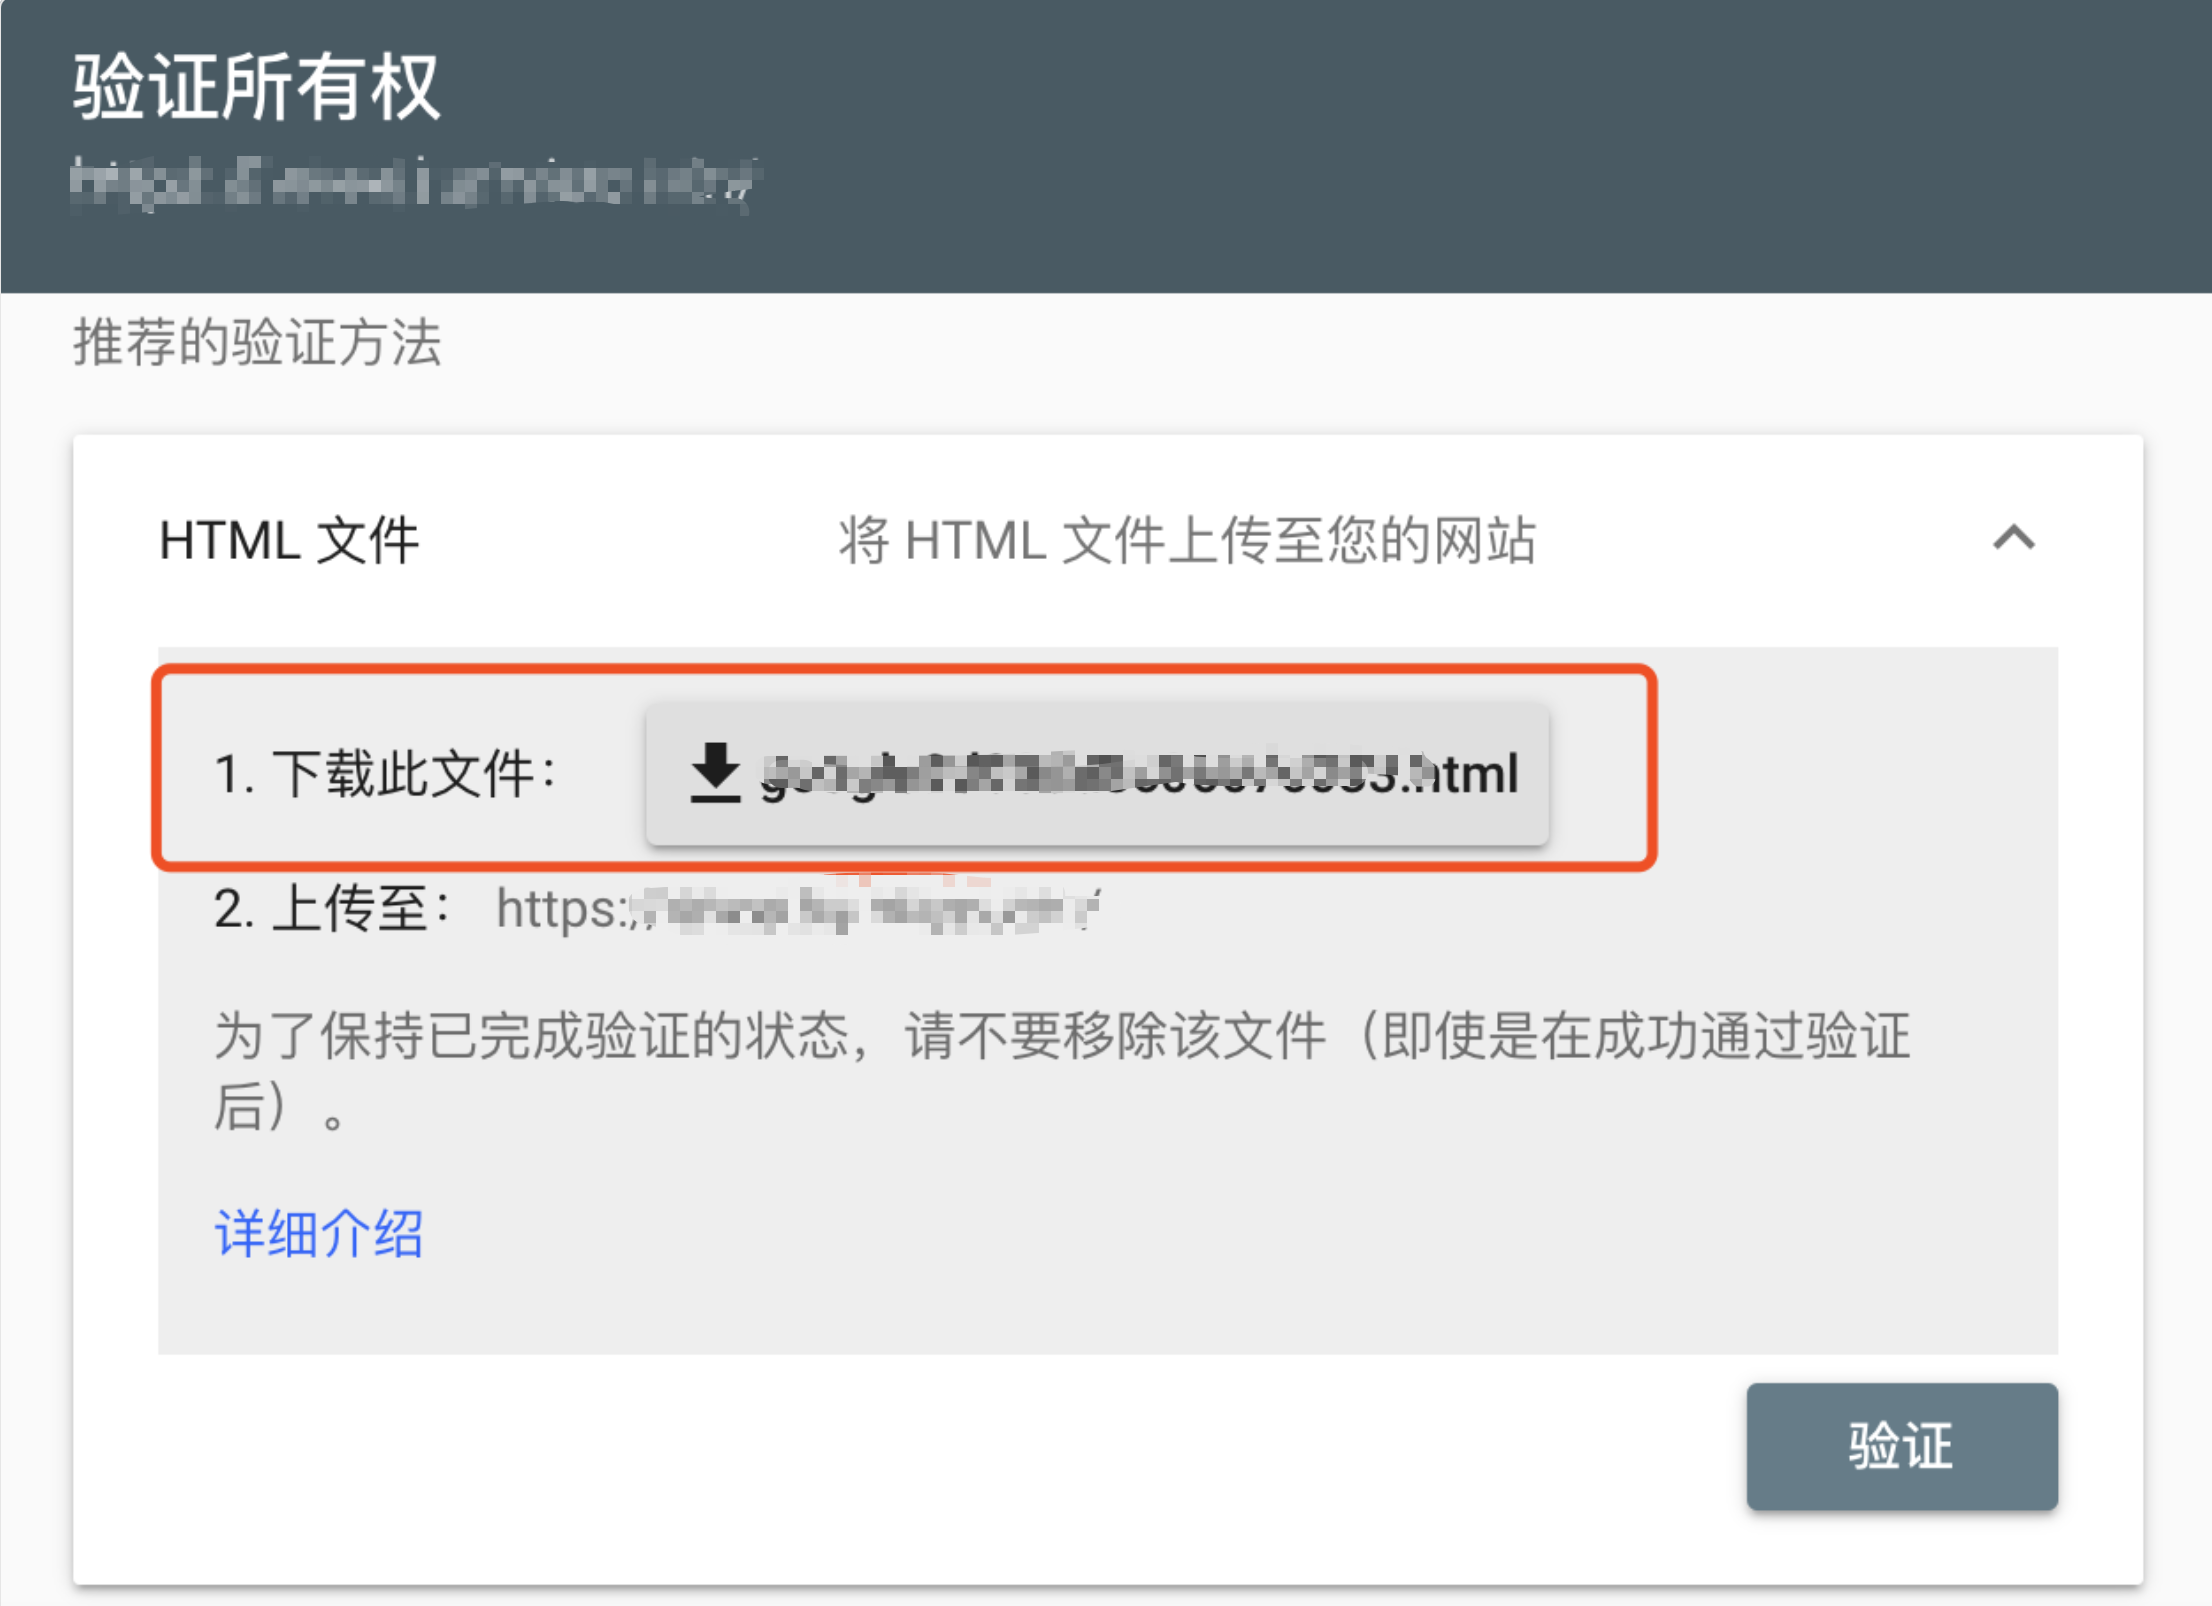 验证所有权
推荐的验证方法
HTML 文件
将 HTML 文件上传至您的网站
1. 下载此文件：
.html
2. 上传至： https:/
为了保持已完成验证的状态，请不要移除该文件（即使是在成功通过验证
后）。
详细介绍
验证